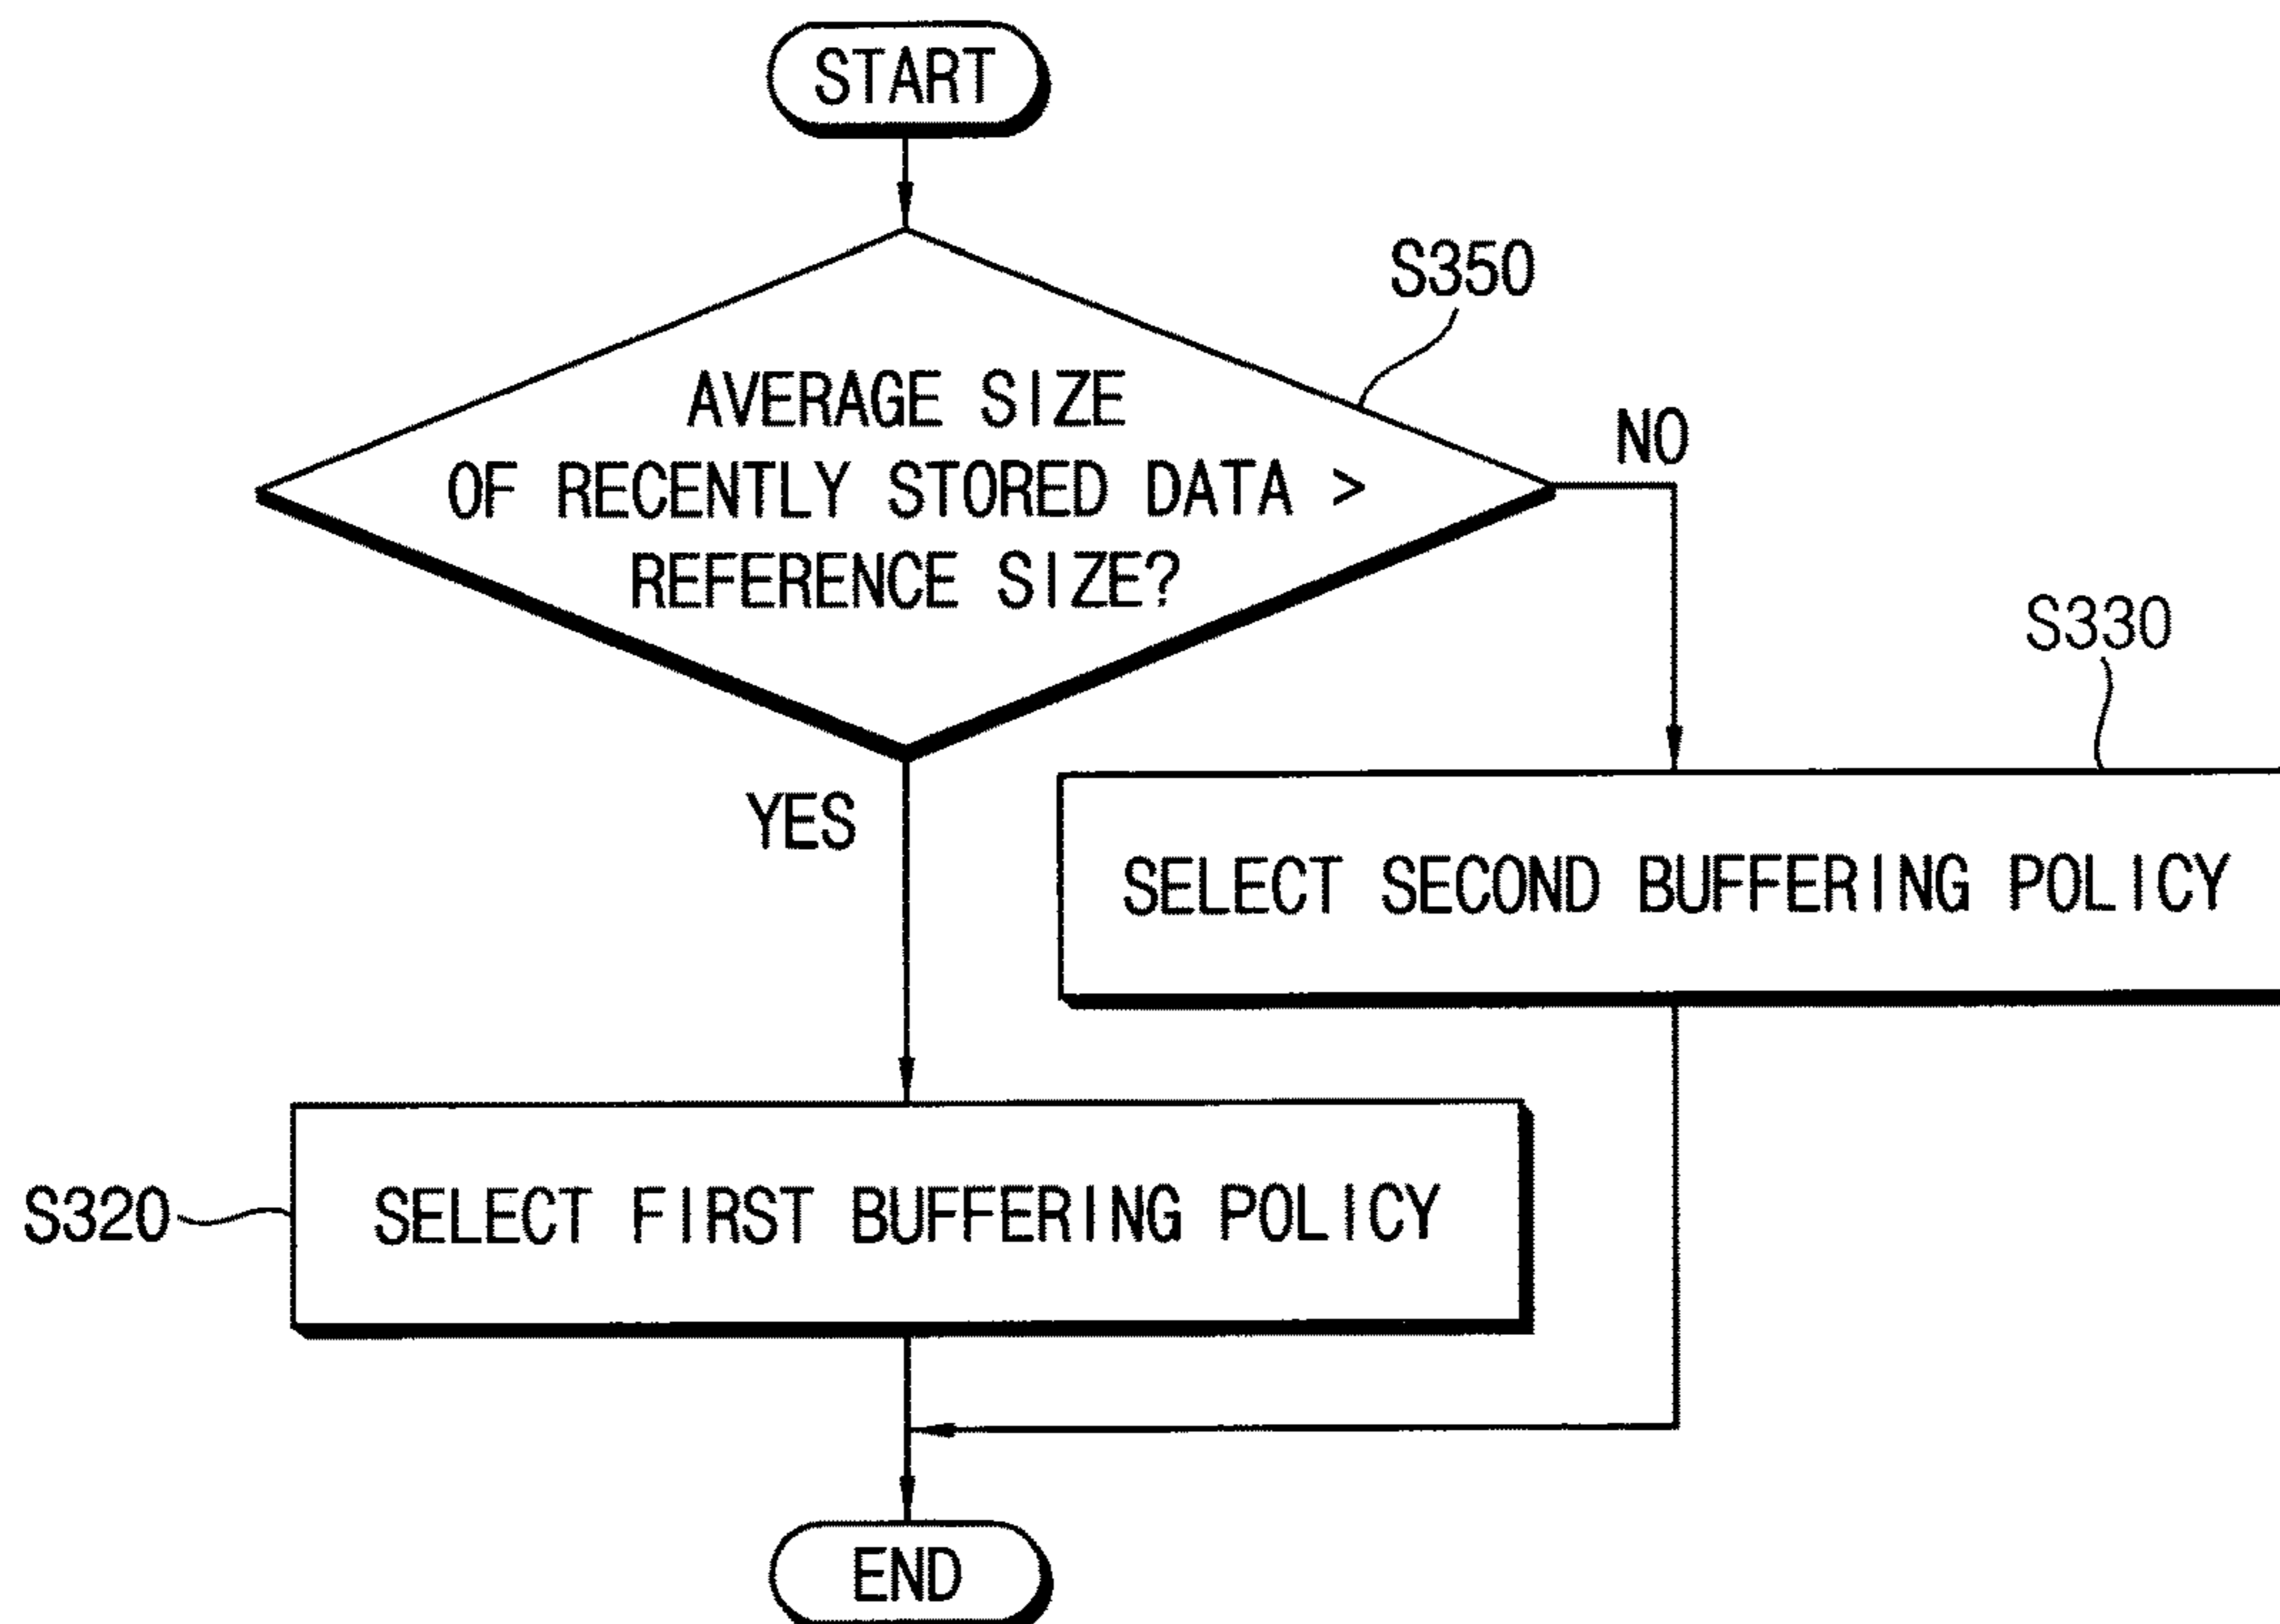 START
S350
AVERAGE SIZE
OF RECENTLY STORED DATA >
REFERENCE SIZE?
NO
S330
YES
SELECT SECOND BUFFERING POLICY
S320
SELECT FIRST BUFFERING POLICY
END